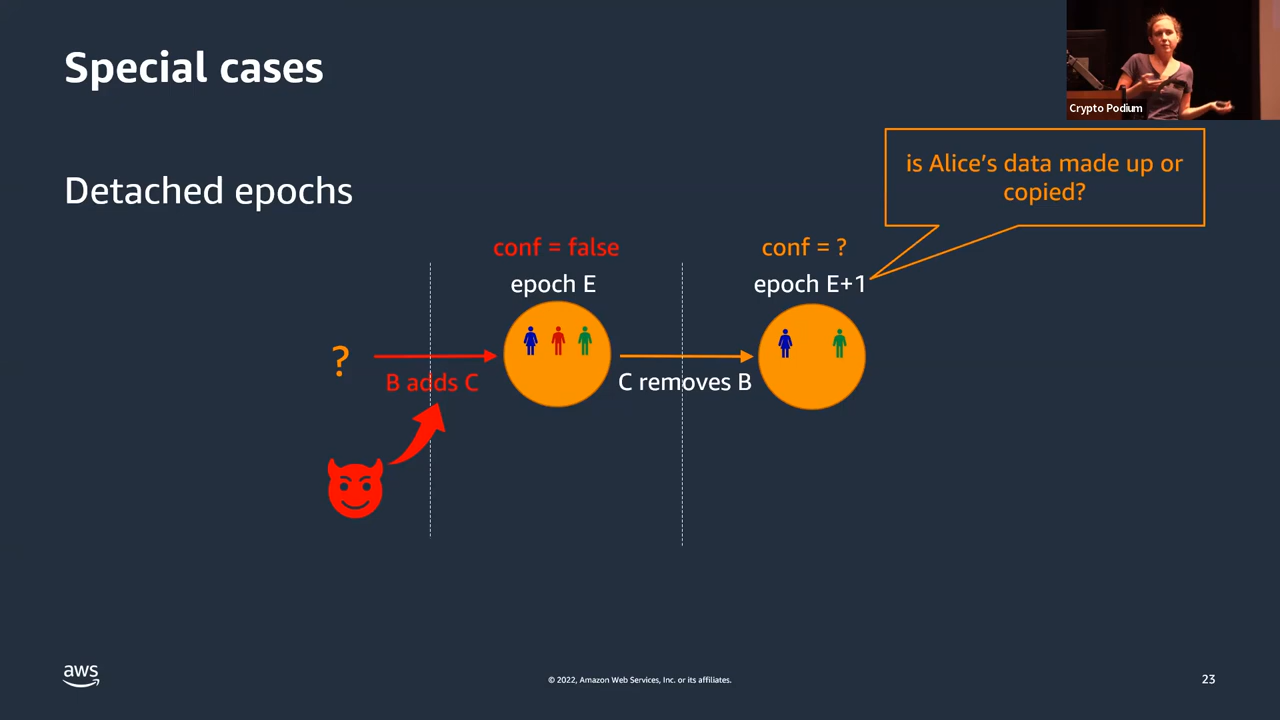 Special cases
Crypto Podium
is Alice’s data made up or
copied?
Detached epochs
conf = false
conf = ?
epoch E
epoch E+1
?
B adds C
C removes B
aws
© 2022, Amazon Web Services, Inc. or its affiliates.
23